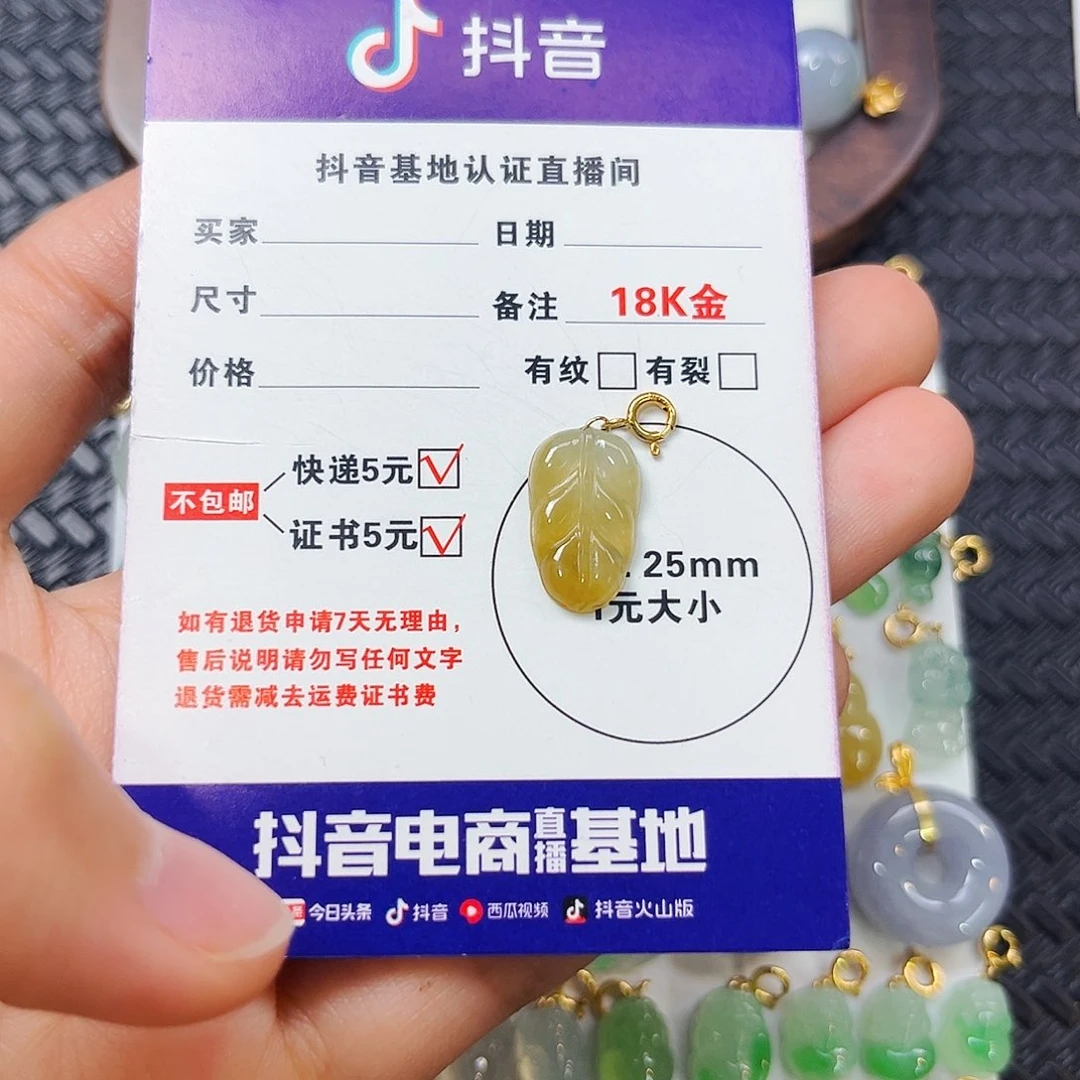 抖音
抖音基地认证直播间
买家 日期
尺寸 备注 18K金
价格 有纹 有裂
不包邮
快递5元
证书5元
25mm
元大小
如有退货申请7天无理由，
售后说明请勿写任何文字
退货需减去运费证书费
抖音电商直播基地
今日头条 抖音 西瓜视频 抖音火山版